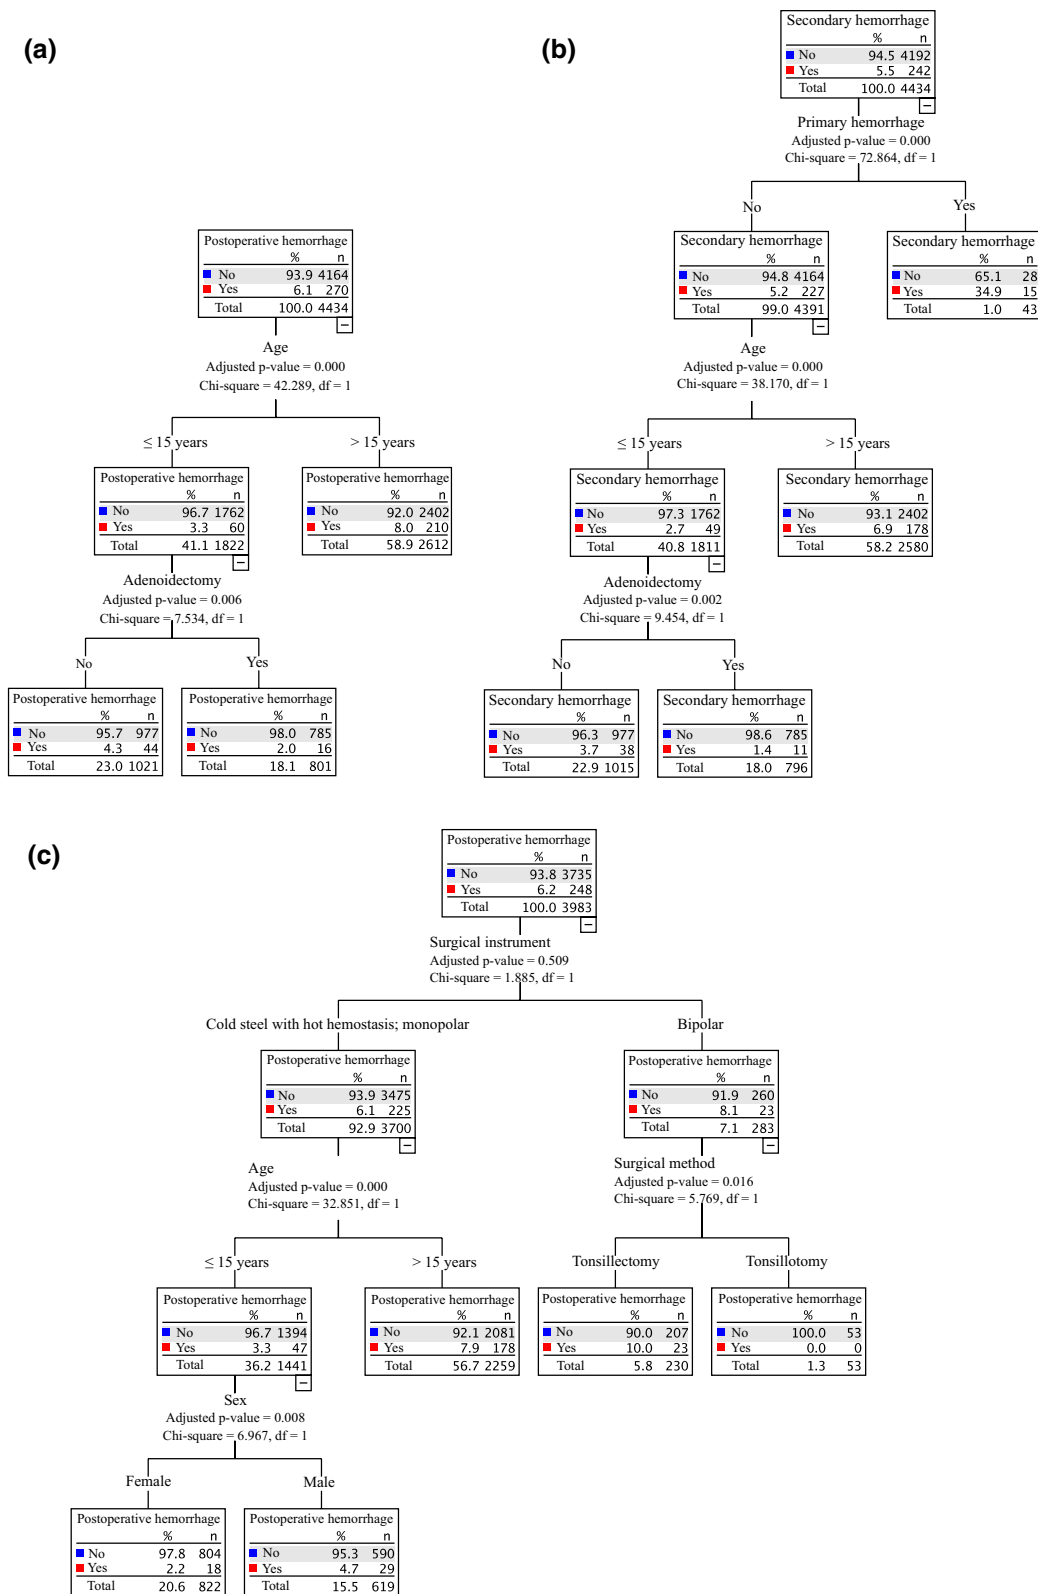 (a)
Postoperative hemorrhage
% n
No 93.9 4164
Yes 6.1 270
Total 100.0 4434
−
Age
Adjusted p-value = 0.000
Chi-square = 42.289, df = 1
≤ 15 years
> 15 years
Postoperative hemorrhage
% n
No 96.7 1762
Yes 3.3 60
Total 41.1 1822
−
Postoperative hemorrhage
% n
No 92.0 2402
Yes 8.0 210
Total 58.9 2612
Adenoidectomy
Adjusted p-value = 0.006
Chi-square = 7.534, df = 1
No
Yes
Postoperative hemorrhage
% n
No 95.7 977
Yes 4.3 44
Total 23.0 1021
Postoperative hemorrhage
% n
No 98.0 785
Yes 2.0 16
Total 18.1 801
(b)
Secondary hemorrhage
% n
No 94.5 4192
Yes 5.5 242
Total 100.0 4434
−
Primary hemorrhage
Adjusted p-value = 0.000
Chi-square = 72.864, df = 1
No
Yes
Secondary hemorrhage
% n
No 94.8 4164
Yes 5.2 227
Total 99.0 4391
−
Secondary hemorrhage
% n
No 65.1 28
Yes 34.9 15
Total 1.0 43
Age
Adjusted p-value = 0.000
Chi-square = 38.170, df = 1
≤ 15 years
> 15 years
Secondary hemorrhage
% n
No 97.3 1762
Yes 2.7 49
Total 40.8 1811
−
Secondary hemorrhage
% n
No 93.1 2402
Yes 6.9 178
Total 58.2 2580
Adenoidectomy
Adjusted p-value = 0.002
Chi-square = 9.454, df = 1
No
Yes
Secondary hemorrhage
% n
No 96.3 977
Yes 3.7 38
Total 22.9 1015
Secondary hemorrhage
% n
No 98.6 785
Yes 1.4 11
Total 18.0 796
(c)
Postoperative hemorrhage
% n
No 93.8 3735
Yes 6.2 248
Total 100.0 3983
−
Surgical instrument
Adjusted p-value = 0.509
Chi-square = 1.885, df = 1
Cold steel with hot hemostasis; monopolar
Bipolar
Postoperative hemorrhage
% n
No 93.9 3475
Yes 6.1 225
Total 92.9 3700
−
Postoperative hemorrhage
% n
No 91.9 260
Yes 8.1 23
Total 7.1 283
−
Age
Adjusted p-value = 0.000
Chi-square = 32.851, df = 1
Surgical method
Adjusted p-value = 0.016
Chi-square = 5.769, df = 1
≤ 15 years
> 15 years
Tonsillectomy
Tonsillotomy
Postoperative hemorrhage
% n
No 96.7 1394
Yes 3.3 47
Total 36.2 1441
−
Postoperative hemorrhage
% n
No 92.1 2081
Yes 7.9 178
Total 56.7 2259
Postoperative hemorrhage
% n
No 90.0 207
Yes 10.0 23
Total 5.8 230
Postoperative hemorrhage
% n
No 100.0 53
Yes 0.0 0
Total 1.3 53
Sex
Adjusted p-value = 0.008
Chi-square = 6.967, df = 1
Female
Male
Postoperative hemorrhage
% n
No 97.8 804
Yes 2.2 18
Total 20.6 822
Postoperative hemorrhage
% n
No 95.3 590
Yes 4.7 29
Total 15.5 619